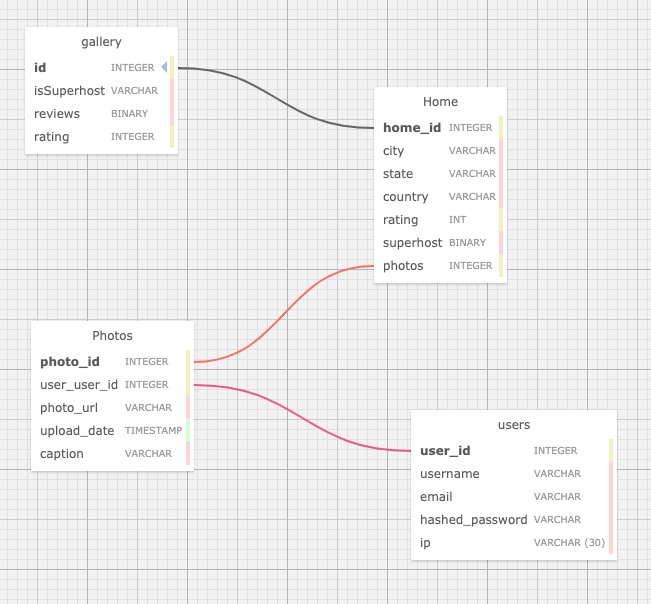 gallery
id INTEGER
isSuperhost VARCHAR
reviews BINARY
rating INTEGER
Home
home_id INTEGER
city VARCHAR
state VARCHAR
country VARCHAR
rating INT
superhost BINARY
photos INTEGER
Photos
photo_id INTEGER
user_user_id INTEGER
photo_url VARCHAR
upload_date TIMESTAMP
caption VARCHAR
users
user_id INTEGER
username VARCHAR
email VARCHAR
hashed_password VARCHAR
ip VARCHAR (30)